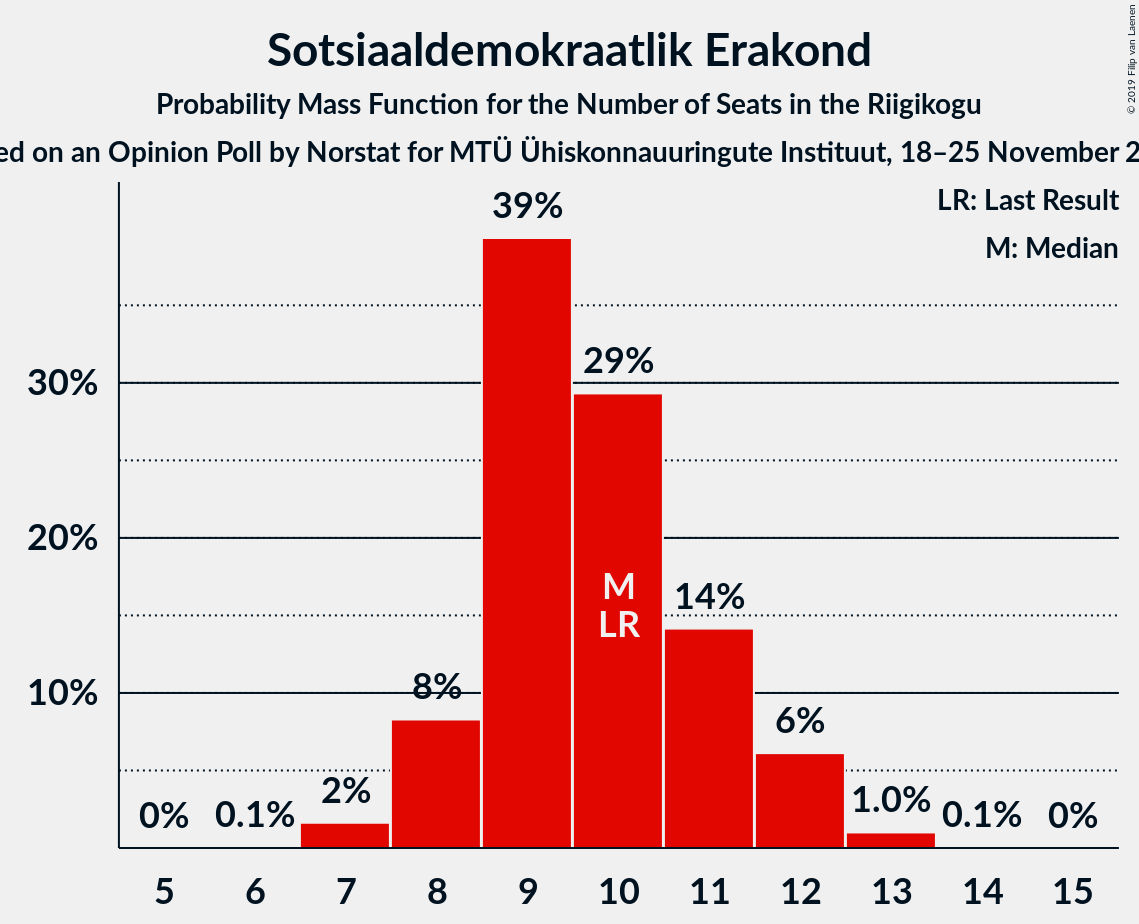 Sotsiaaldemokraatlik Erakond
Probability Mass Function for the Number of Seats in the Riigikogu
on an Opinion Poll by Norstat for MTÜ Ühiskonnauuringute Instituut, 18–25 November
© 2019 Filip van Laenen
LR: Last Result
M: Median
39%
29%
30%
20%
M
LR
14%
10%
8%
6%
2%
0%
0.1%
1.0%
0.1%
0%
5 6 7 8 9 10 11 12 13 14 15